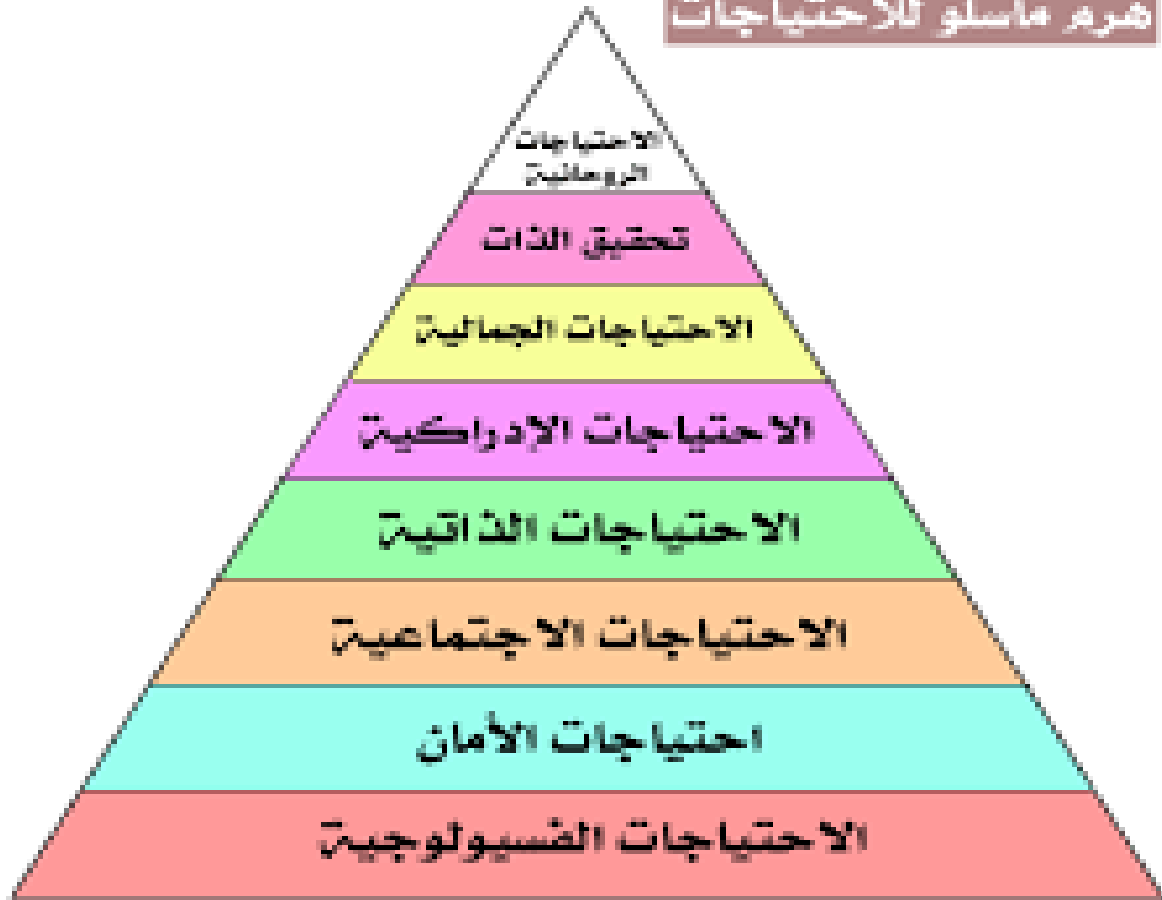 هرم ماسلو للاحتياجات
الاحتياجات
الروحانية
تحقيق الذات
الاحتياجات الجمالية
الاحتياجات الإدراكية
الاحتياجات الذاتية
الاحتياجات الاجتماعية
احتياجات الأمان
الاحتياجات الفسيولوجية